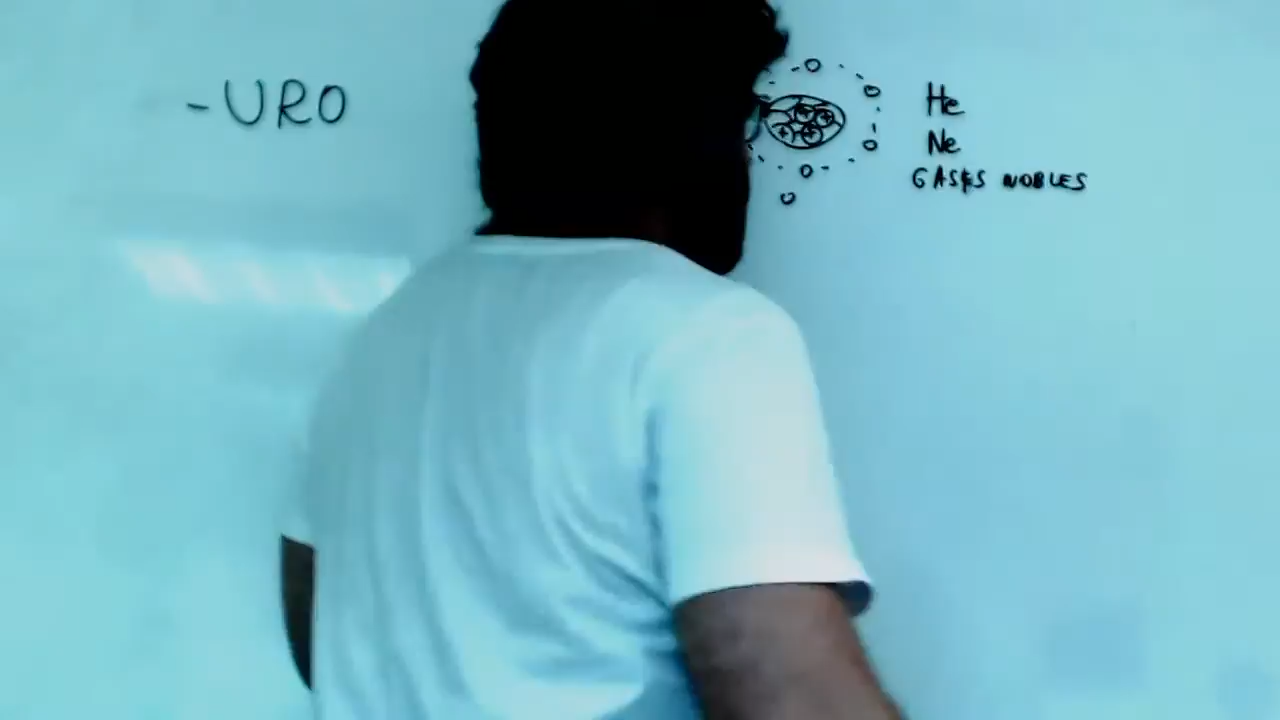 -URO
He
Ne
GASES NOBLES
+ + + +